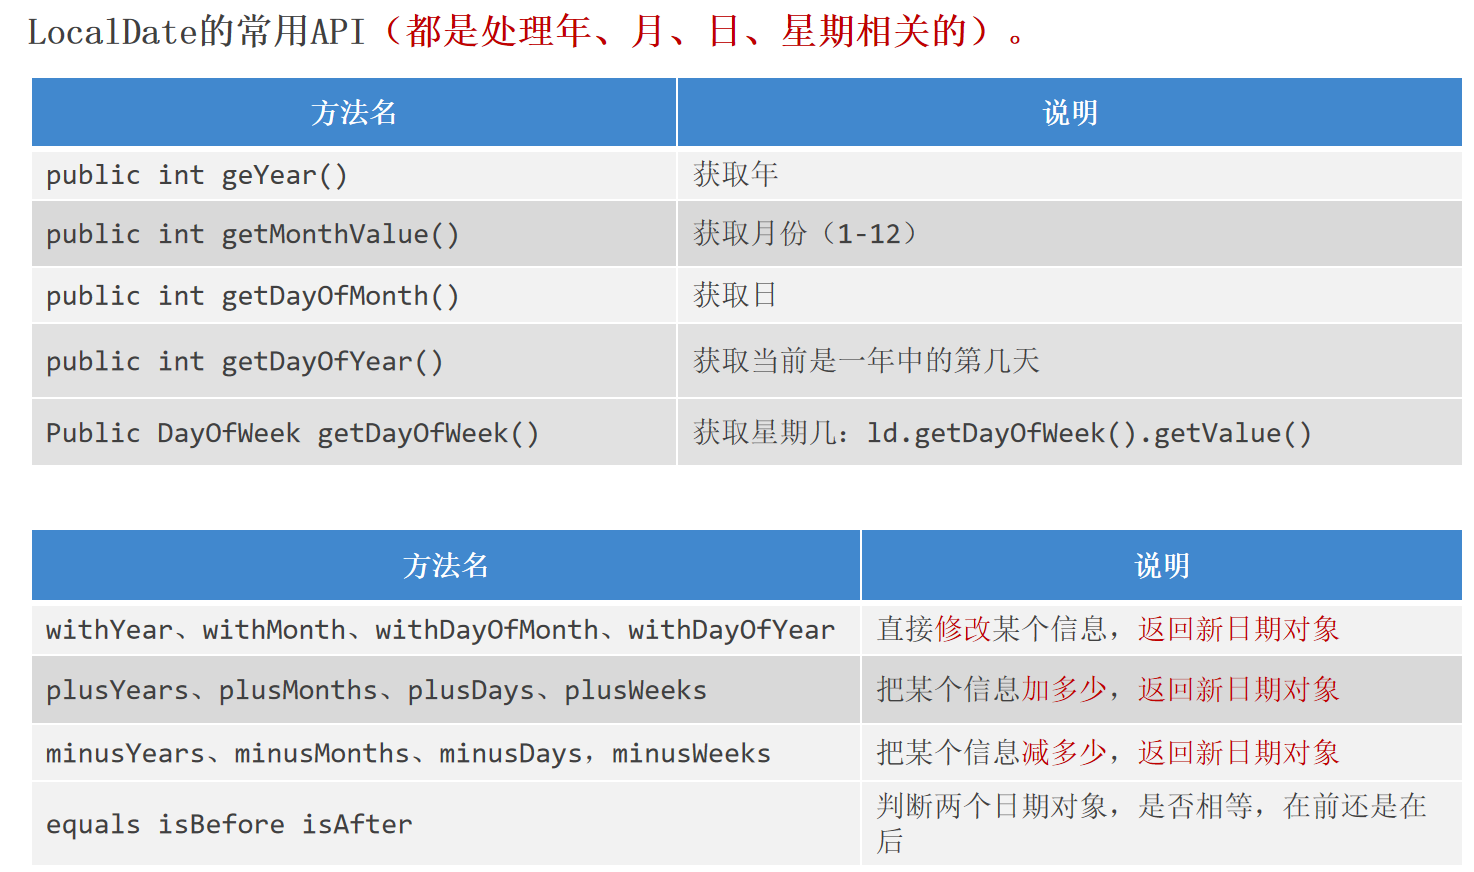 LocalDate的常用API（都是处理年、月、日、星期相关的）。
方法名 说明
public int geYear() 获取年
public int getMonthValue() 获取月份（1-12）
public int getDayOfMonth() 获取日
public int getDayOfYear() 获取当前是一年中的第几天
Public DayOfWeek getDayOfWeek() 获取星期几：ld.getDayOfWeek().getValue()
方法名 说明
withYear、withMonth、withDayOfMonth、withDayOfYear 直接修改某个信息，返回新日期对象
plusYears、plusMonths、plusDays、plusWeeks 把某个信息加多少，返回新日期对象
minusYears、minusMonths、minusDays，minusWeeks 把某个信息减多少，返回新日期对象
equals isBefore isAfter 判断两个日期对象，是否相等，在前还是在
后